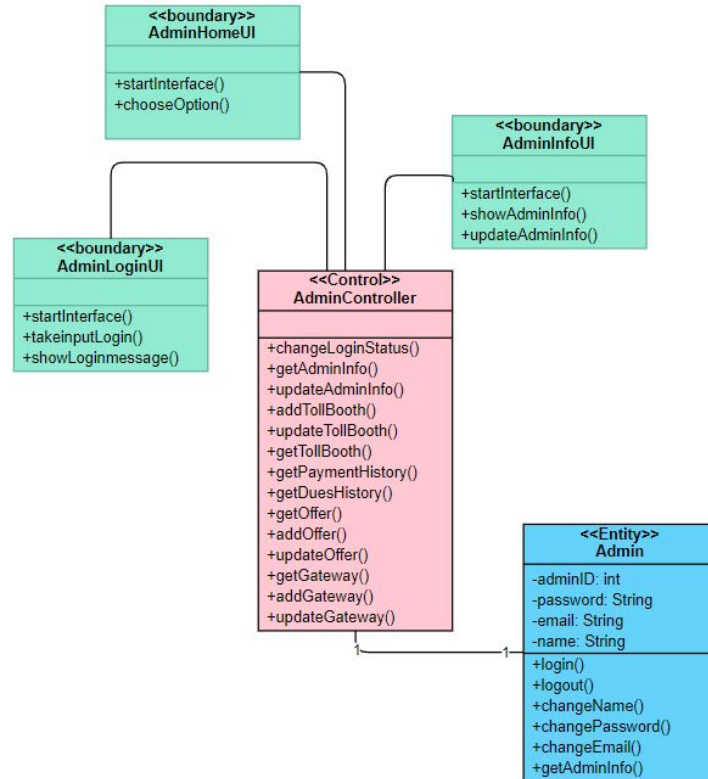 <<boundary>>
AdminHomeUI
+startInterface()
+chooseOption()
<<boundary>>
AdminInfoUI
+startInterface()
+showAdminInfo()
+updateAdminInfo()
<<boundary>>
AdminLoginUI
+startInterface()
+takeinputLogin()
+showLoginmessage()
<<Control>>
AdminController
+changeLoginStatus()
+getAdminInfo()
+updateAdminInfo()
+addTollBooth()
+updateTollBooth()
+getTollBooth()
+getPaymentHistory()
+getDuesHistory()
+getOffer()
+addOffer()
+updateOffer()
+getGateway()
+addGateway()
+updateGateway()
1
1
<<Entity>>
Admin
-adminID: int
-password: String
-email: String
-name: String
+login()
+logout()
+changeName()
+changePassword()
+changeEmail()
+getAdminInfo()